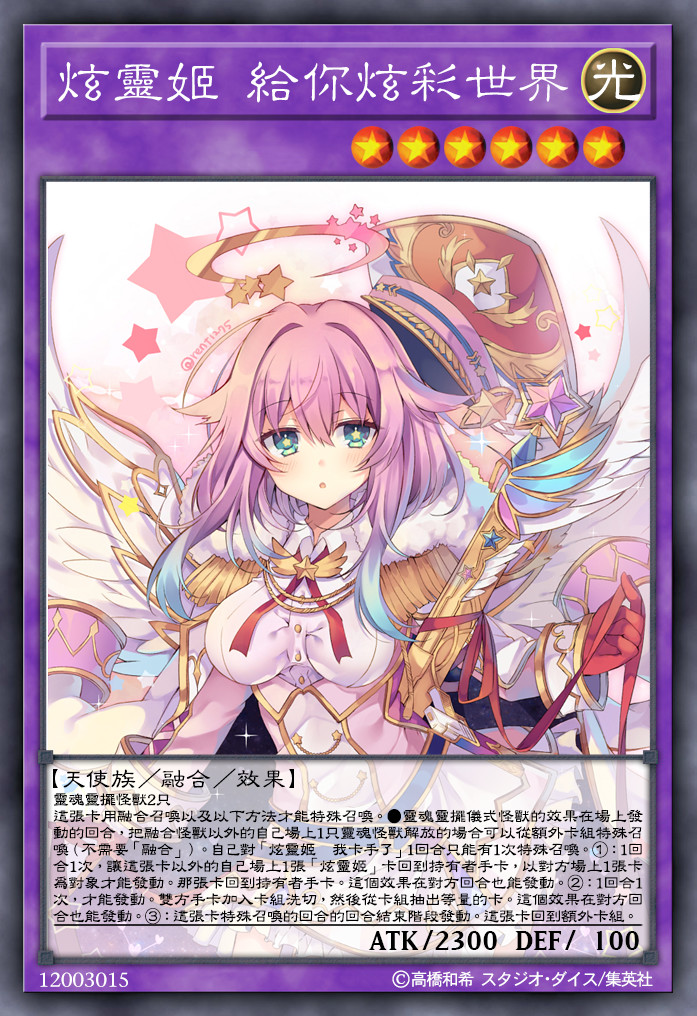 炫靈姬 給你炫彩世界
光
@rentian5
【天使族／融合／效果】
靈魂靈擺怪獸2只
這張卡用融合召喚以及以下方法才能特殊召喚。●靈魂靈擺儀式怪獸的效果在場上發
動的回合，把融合怪獸以外的自己場上1只靈魂怪獸解放的場合可以從額外卡組特殊召
喚（不需要「融合」）。自己對「炫靈姬　我卡手了」1回合只能有1次特殊召喚。①：1回
合1次，讓這張卡以外的自己場上1張「炫靈姬」卡回到持有者手卡，以對方場上1張卡
為對象才能發動。那張卡回到持有者手卡。這個效果在對方回合也能發動。②：1回合1
次，才能發動。雙方手卡加入卡組洗切，然後從卡組抽出等量的卡。這個效果在對方回
合也能發動。③：這張卡特殊召喚的回合的回合結束階段發動。這張卡回到額外卡組。
ATK/2300 DEF/ 100
12003015
©高橋和希 スタジオ・ダイス/集英社